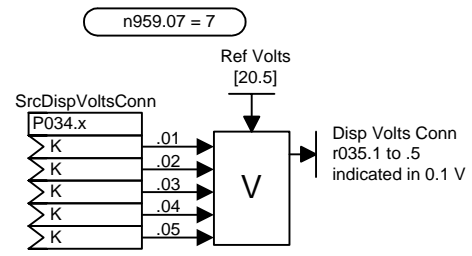 n959.07 = 7
Ref Volts
[20.5]
SrcDispVoltsConn
P034.x
K .01
K .02
K .03
K .04
K .05
V
Disp Volts Conn
r035.1 to .5
indicated in 0.1 V